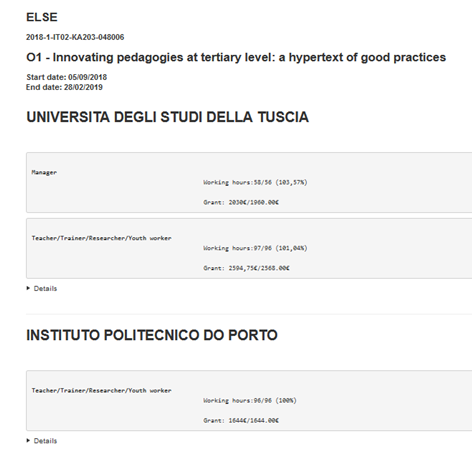 ELSE
2018-1-IT02-KA203-048006
O1 - Innovating pedagogies at tertiary level: a hypertext of good practices
Start date: 05/09/2018
End date: 28/02/2019
UNIVERSITA DEGLI STUDI DELLA TUSCIA
Manager
Working hours:58/56 (103,57%)
Grant: 2030€/1960.00€
Teacher/Trainer/Researcher/Youth worker
Working hours:97/96 (101,04%)
Grant: 2594,75€/2568.00€
Details
INSTITUTO POLITECNICO DO PORTO
Teacher/Trainer/Researcher/Youth worker
Working hours:96/96 (100%)
Grant: 1644€/1644.00€
Details